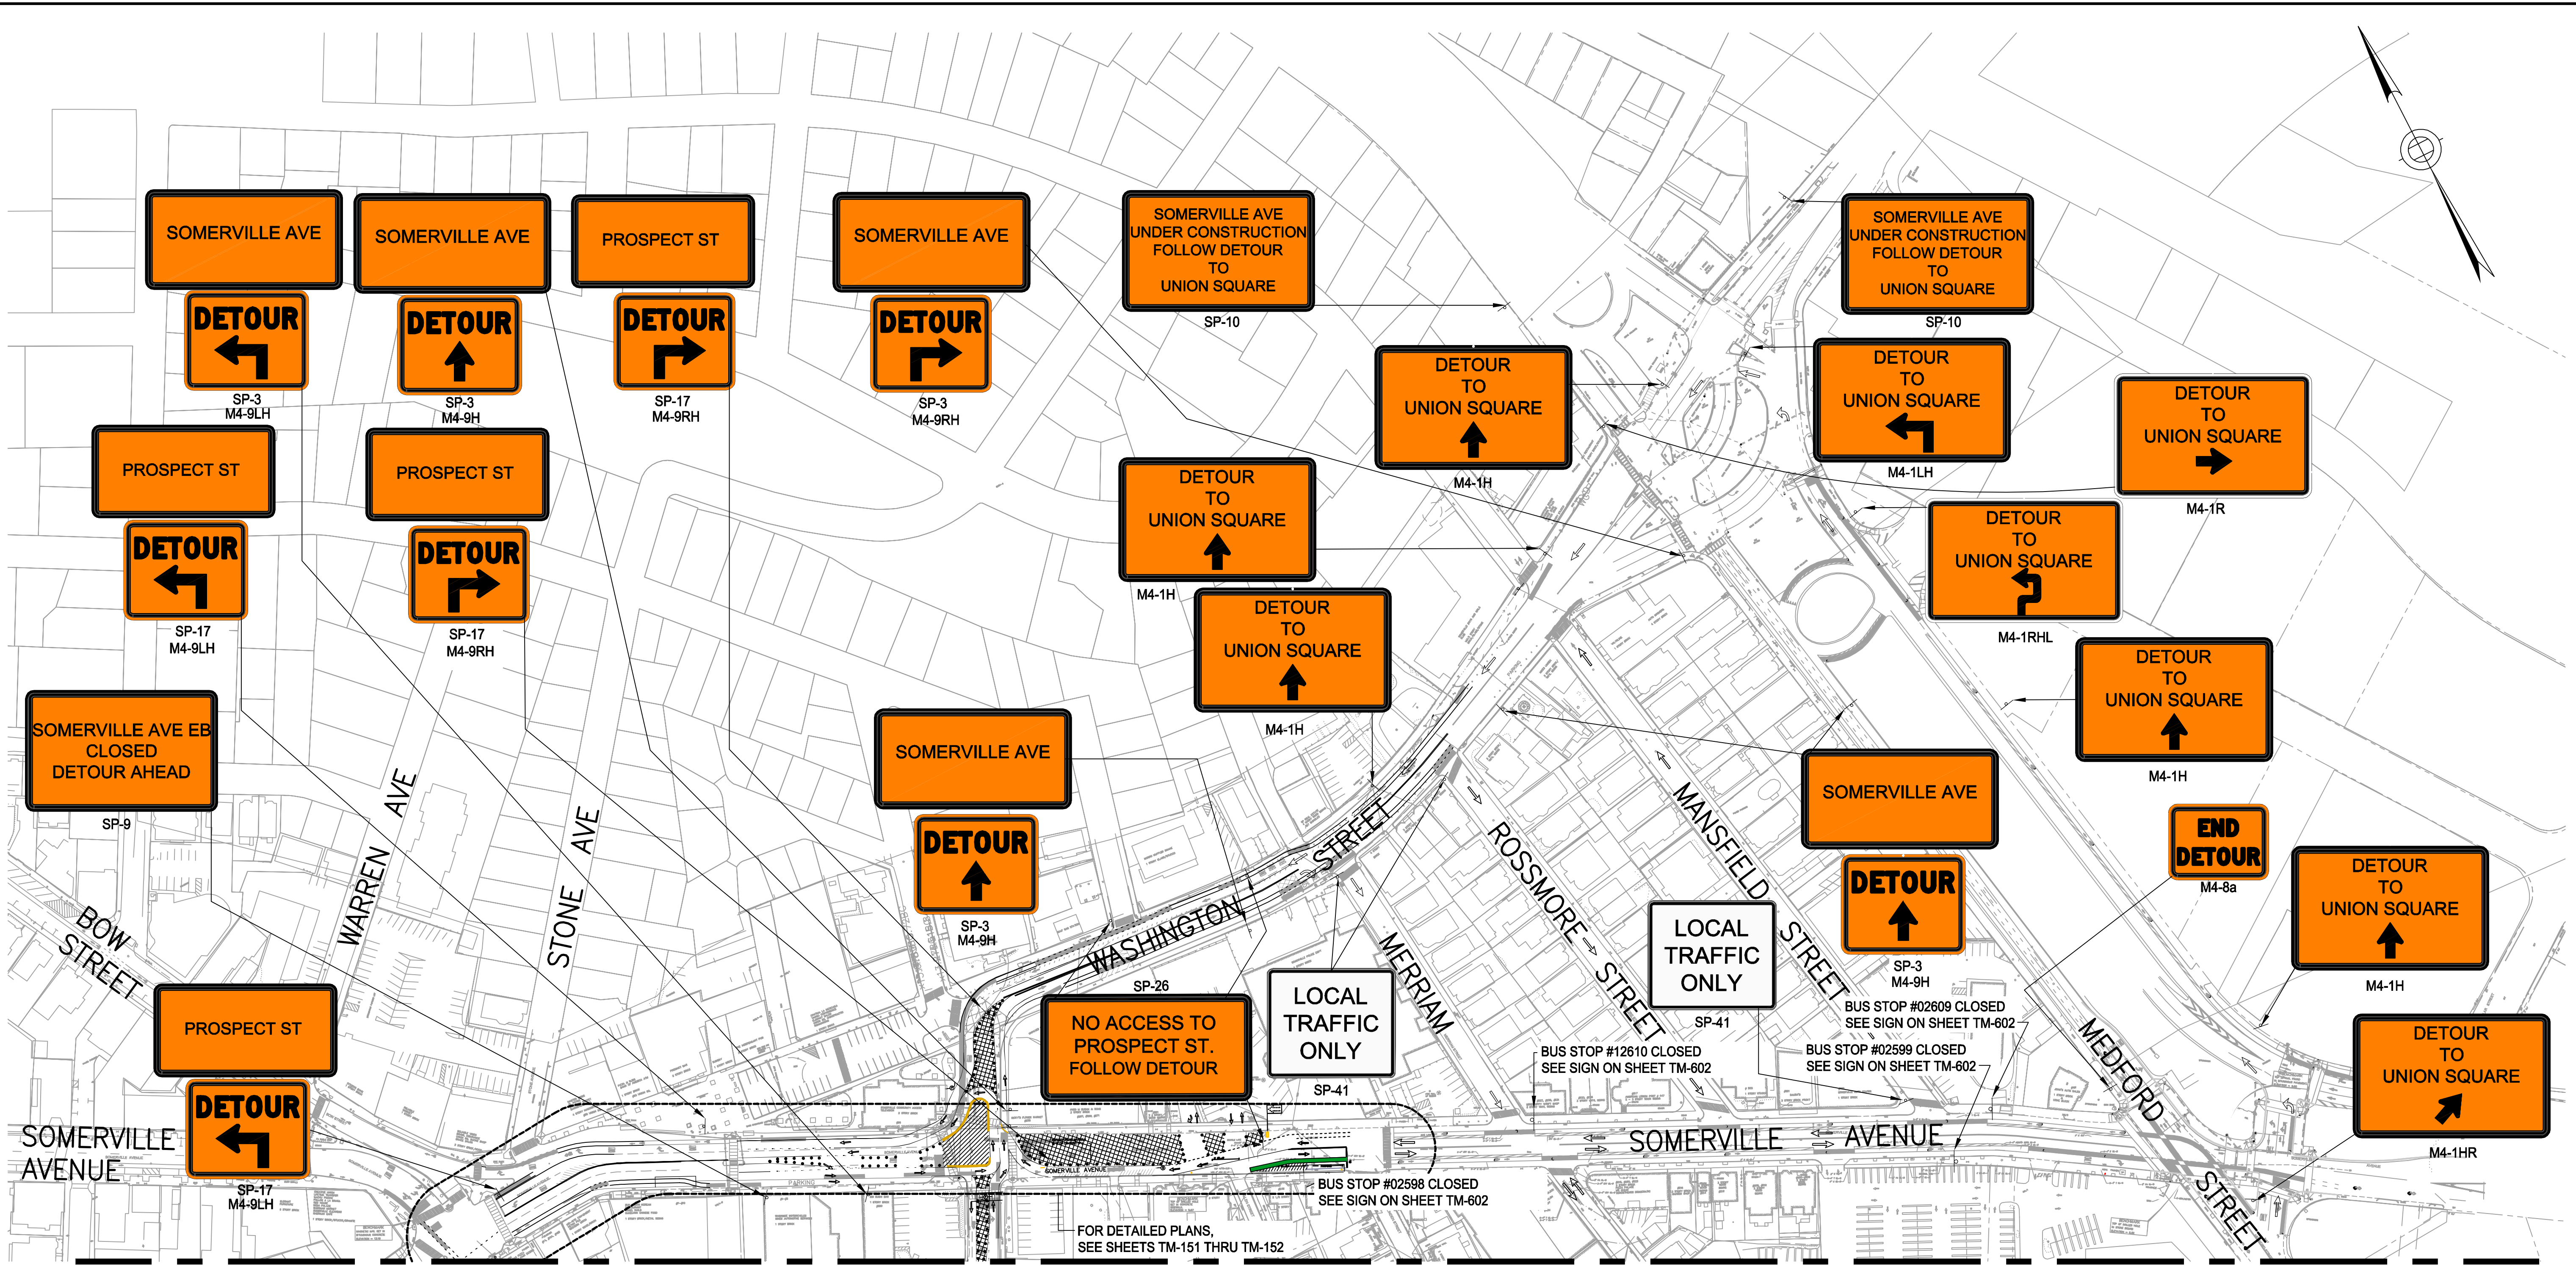 SOMERVILLE AVE
DETOUR
SP-3
M4-9LH
SOMERVILLE AVE
DETOUR
SP-3
M4-9H
PROSPECT ST
DETOUR
SP-17
M4-9RH
SOMERVILLE AVE
DETOUR
SP-3
M4-9RH
SOMERVILLE AVE
UNDER CONSTRUCTION
FOLLOW DETOUR
TO
UNION SQUARE
SP-10
SOMERVILLE AVE
UNDER CONSTRUCTION
FOLLOW DETOUR
TO
UNION SQUARE
SP-10
DETOUR
TO
UNION SQUARE
M4-1H
DETOUR
TO
UNION SQUARE
M4-1LH
DETOUR
TO
UNION SQUARE
M4-1R
PROSPECT ST
DETOUR
SP-17
M4-9LH
PROSPECT ST
DETOUR
SP-17
M4-9RH
DETOUR
TO
UNION SQUARE
M4-1H
DETOUR
TO
UNION SQUARE
M4-1RHL
DETOUR
TO
UNION SQUARE
M4-1H
DETOUR
TO
UNION SQUARE
M4-1H
SOMERVILLE AVE EB
CLOSED
DETOUR AHEAD
SP-9
SOMERVILLE AVE
DETOUR
SP-3
M4-9H
SOMERVILLE AVE
DETOUR
SP-3
M4-9H
END
DETOUR
M4-8a
DETOUR
TO
UNION SQUARE
M4-1H
BOW
STREET
WARREN AVE
STONE AVE
WASHINGTON STREET
MERRIAM
ROSSMORE STREET
MANSFIELD STREET
MEDFORD
STREET
PROSPECT ST
DETOUR
SP-17
M4-9LH
SP-26
NO ACCESS TO
PROSPECT ST.
FOLLOW DETOUR
LOCAL
TRAFFIC
ONLY
SP-41
LOCAL
TRAFFIC
ONLY
SP-41
BUS STOP #12610 CLOSED
SEE SIGN ON SHEET TM-602
BUS STOP #02609 CLOSED
SEE SIGN ON SHEET TM-602
BUS STOP #02599 CLOSED
SEE SIGN ON SHEET TM-602
DETOUR
TO
UNION SQUARE
M4-1HR
SOMERVILLE
AVENUE
SOMERVILLE AVENUE
PARKING
SOMERVILLE AVENUE
BUS STOP #02598 CLOSED
SEE SIGN ON SHEET TM-602
FOR DETAILED PLANS,
SEE SHEETS TM-151 THRU TM-152